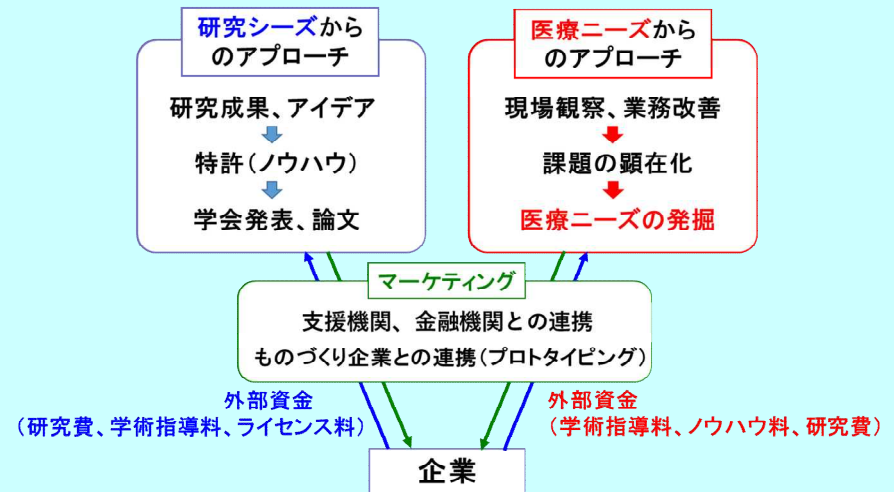 研究シーズから
のアプローチ
研究成果、アイデア
特許（ノウハウ）
学会発表、論文
医療ニーズから
のアプローチ
現場観察、業務改善
課題の顕在化
医療ニーズの発掘
マーケティング
支援機関、金融機関との連携
ものづくり企業との連携（プロトタイピング）
外部資金
（研究費、学術指導料、ライセンス料）
外部資金
（学術指導料、ノウハウ料、研究費）
企業